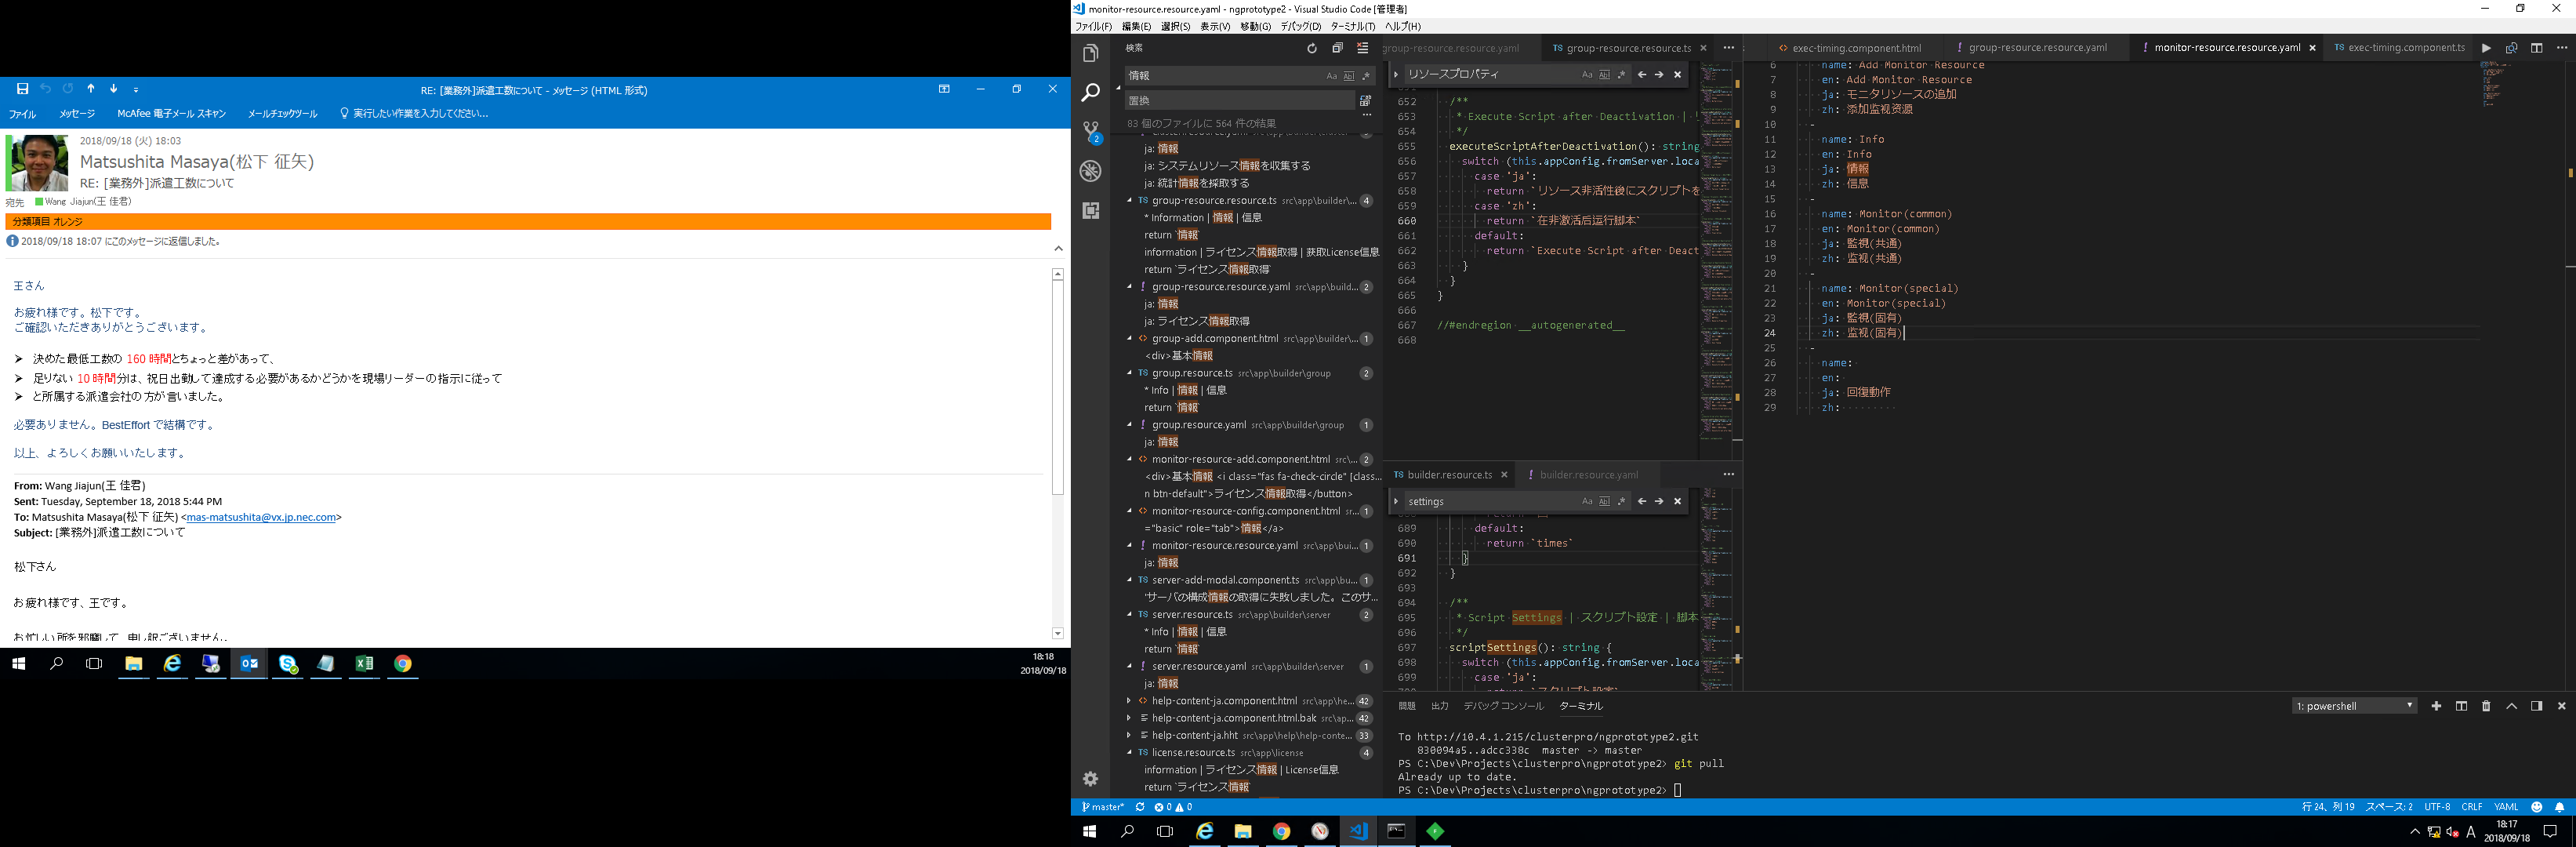 RE: [業務外]派遣工数について - メッセージ (HTML 形式)
ファイル メッセージ McAfee 電子メール スキャン メールチェックツール 実行したい作業を入力してください...
2018/09/18 (火) 18:03
Matsushita Masaya(松下 征矢)
RE: [業務外]派遣工数について
宛先 Wang Jiajun(王 佳君)
分類項目 オレンジ
2018/09/18 18:07 にこのメッセージに返信しました。
王さん
お疲れ様です。松下です。
ご確認いただきありがとうございます。
決めた最低工数の 160 時間とちょっと差があって、
足りない 10 時間分は、祝日出勤して達成する必要があるかどうかを現場リーダーの指示に従って
と所属する派遣会社の方が言いました。
必要ありません。BestEffort で結構です。
以上、よろしくお願いいたします。
From: Wang Jiajun(王 佳君)
Sent: Tuesday, September 18, 2018 5:44 PM
To: Matsushita Masaya(松下 征矢) <mas-matsushita@vx.jp.nec.com>
Subject: [業務外]派遣工数について
松下さん
お疲れ様です、王です。
お忙しい所を邪魔して、申し訳ございません。
18:18
2018/09/18
monitor-resource.resource.yaml - ngprototype2 - Visual Studio Code [管理者]
ファイル(F) 編集(E) 選択(S) 表示(V) 移動(G) デバッグ(D) ターミナル(T) ヘルプ(H)
検索
情報
置換
83 個のファイルに 564 件の結果
2
ja: 情報
ja: システムリソース情報を収集する
ja: 統計情報を採取する
TS group-resource.resource.ts src\app\builder\... 4
* Information | 情報 | 信息
return `情報`
information | ライセンス情報取得 | 获取License信息
return `ライセンス情報取得`
! group-resource.resource.yaml src\app\build... 2
ja: 情報
ja: ライセンス情報取得
<> group-add.component.html src\app\builder\... 1
<div>基本情報
TS group.resource.ts src\app\builder\group 2
* Info | 情報 | 信息
return `情報`
! group.resource.yaml src\app\builder\group 1
ja: 情報
<> monitor-resource-add.component.html src\... 2
<div>基本情報 <i class="fas fa-check-circle" [class...
n btn-default">ライセンス情報取得</button>
<> monitor-resource-config.component.html sr... 1
="basic" role="tab">情報</a>
! monitor-resource.resource.yaml src\app\bui... 1
ja: 情報
TS server-add-modal.component.ts src\app\bu... 1
'サーバの構成情報の取得に失敗しました。このサ...
TS server.resource.ts src\app\builder\server 2
* Info | 情報 | 信息
return `情報`
! server.resource.yaml src\app\builder\server 1
ja: 情報
<> help-content-ja.component.html src\app\he... 42
help-content-ja.component.html.bak src\ap... 42
help-content-ja.hht src\app\help\help-conte... 33
TS license.resource.ts src\app\license 4
information | ライセンス情報 | License信息
return `ライセンス情報`
group-resource.resource.yaml TS group-resource.resource.ts
リソースプロパティ
652 /**
653 * Execute Script after Deactivation |
654 */
655 executeScriptAfterDeactivation(): string
656 switch (this.appConfig.fromServer.loca
657 case 'ja':
658 return `リソース非活性後にスクリプトを
659 case 'zh':
660 return `在非激活后运行脚本`
661 default:
662 return `Execute Script after Deact
663 }
664 }
665 }
666
667 //#endregion __autogenerated__
668
TS builder.resource.ts ! builder.resource.yaml
settings
689 default:
690 return `times`
691 }
692 }
693
694 /**
695 * Script Settings | スクリプト設定 | 脚本
696 */
697 scriptSettings(): string {
698 switch (this.appConfig.fromServer.loca
699 case 'ja':
<> exec-timing.component.html ! group-resource.resource.yaml ! monitor-resource.resource.yaml TS exec-timing.component.ts
6 name: Add Monitor Resource
7 en: Add Monitor Resource
8 ja: モニタリソースの追加
9 zh: 添加监视资源
10 -
11 name: Info
12 en: Info
13 ja: 情報
14 zh: 信息
15 -
16 name: Monitor(common)
17 en: Monitor(common)
18 ja: 監視(共通)
19 zh: 监视(共通)
20 -
21 name: Monitor(special)
22 en: Monitor(special)
23 ja: 監視(固有)
24 zh: 监视(固有)
25 -
26 name:
27 en:
28 ja: 回復動作
29 zh:
問題 出力 デバッグ コンソール ターミナル 1: powershell
To http://10.4.1.215/clusterpro/ngprototype2.git
830094a5..adcc338c master -> master
PS C:\Dev\Projects\clusterpro\ngprototype2> git pull
Already up to date.
PS C:\Dev\Projects\clusterpro\ngprototype2>
master* 0 0 行 24、列 19 スペース: 2 UTF-8 CRLF YAML
A 18:17
2018/09/18